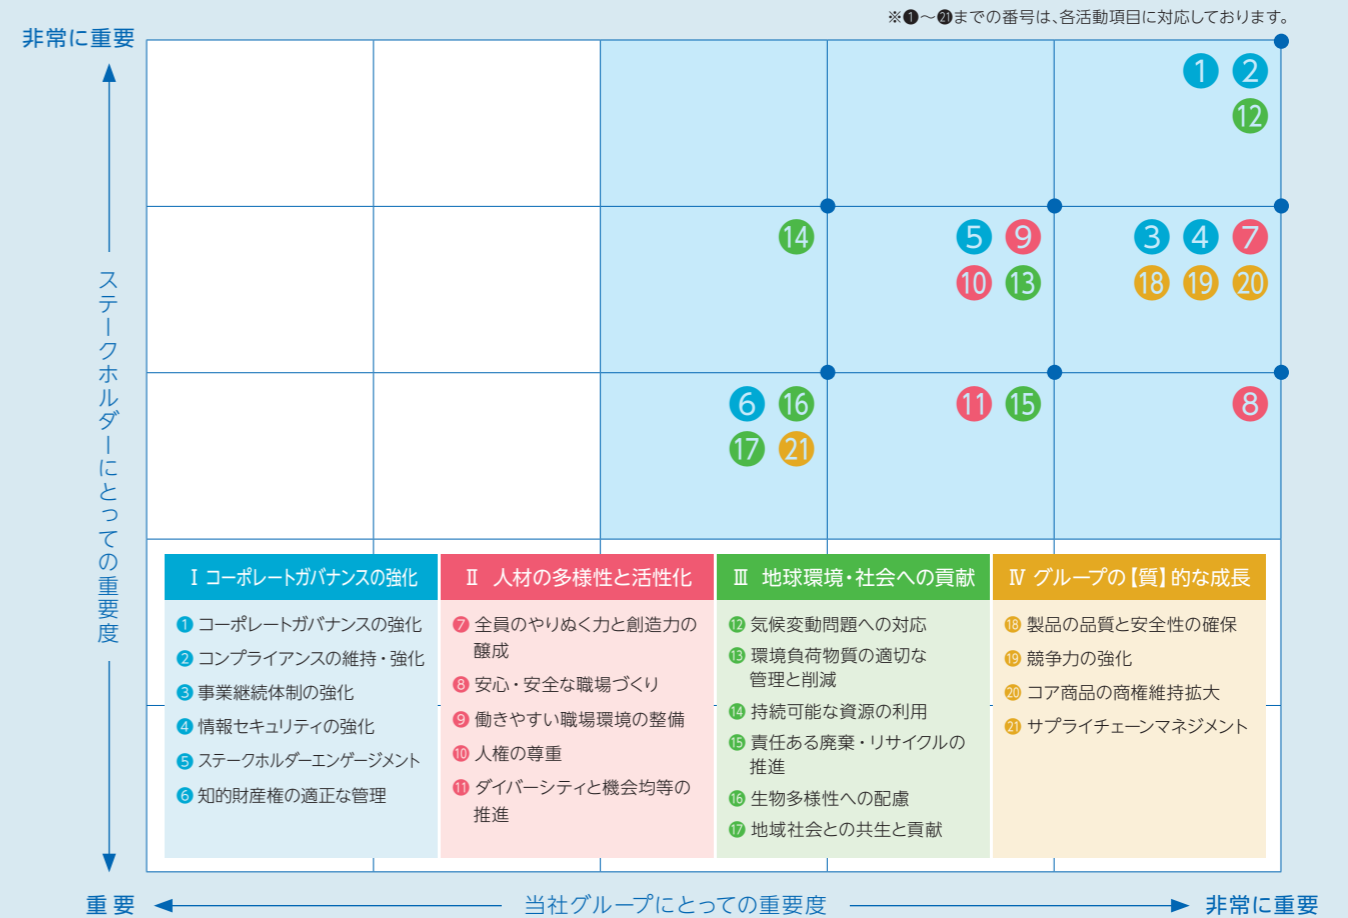 ※❶～㉑までの番号は、各活動項目に対応しております。
非常に重要
ステークホルダーにとっての重要度
1 2
12
14
5 9
10 13
3 4 7
18 19 20
6 16
17 21
11 15
8
Ⅰ コーポレートガバナンスの強化
❶ コーポレートガバナンスの強化
❷ コンプライアンスの維持・強化
❸ 事業継続体制の強化
❹ 情報セキュリティの強化
❺ ステークホルダーエンゲージメント
❻ 知的財産権の適正な管理
Ⅱ 人材の多様性と活性化
❼ 全員のやりぬく力と創造力の
醸成
❽ 安心・安全な職場づくり
❾ 働きやすい職場環境の整備
❿ 人権の尊重
⓫ ダイバーシティと機会均等の
推進
Ⅲ 地球環境・社会への貢献
⓬ 気候変動問題への対応
⓭ 環境負荷物質の適切な
管理と削減
⓮ 持続可能な資源の利用
⓯ 責任ある廃棄・リサイクルの
推進
⓰ 生物多様性への配慮
⓱ 地域社会との共生と貢献
Ⅳ グループの【質】的な成長
⓲ 製品の品質と安全性の確保
⓳ 競争力の強化
⓴ コア商品の商権維持拡大
㉑ サプライチェーンマネジメント
重要
当社グループにとっての重要度
非常に重要